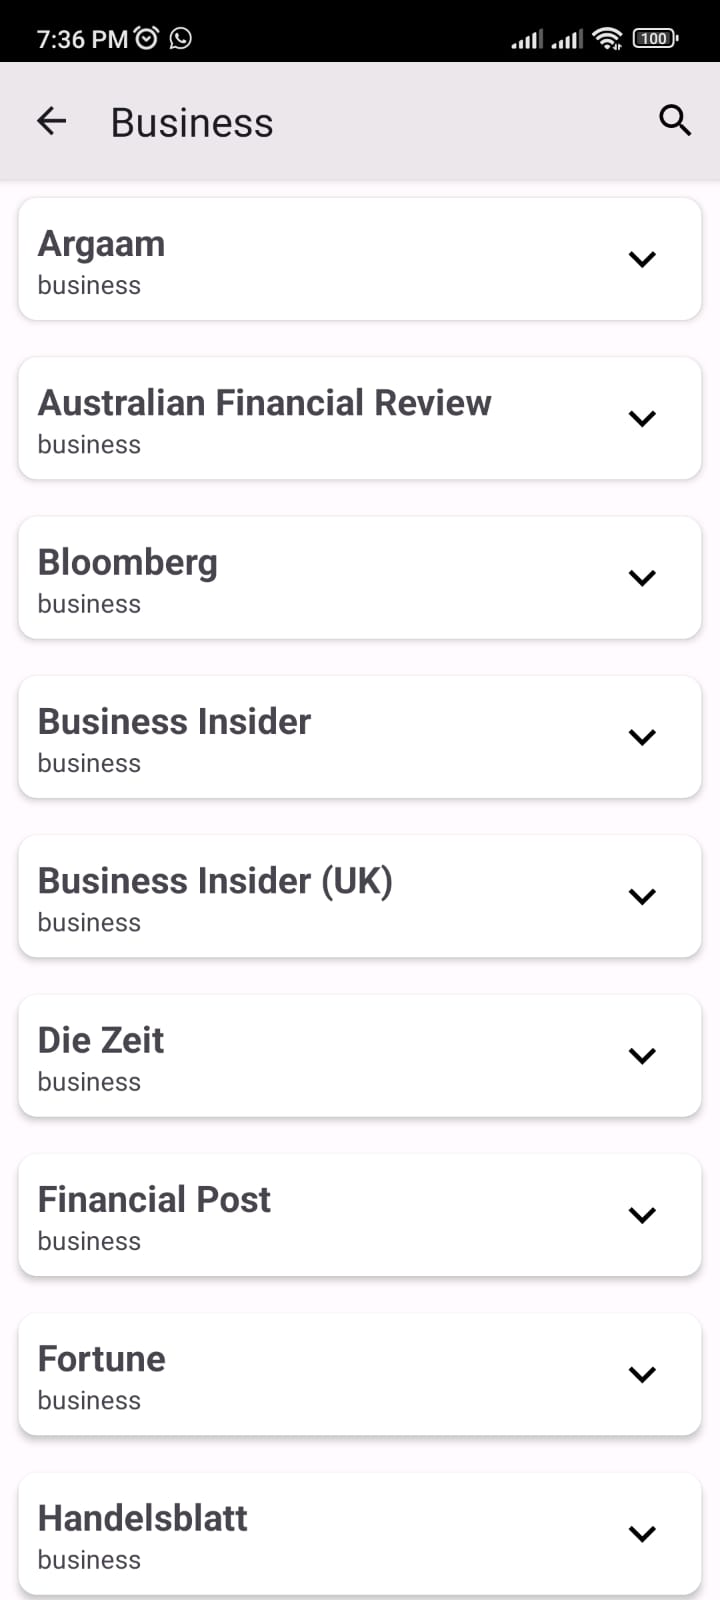 7:36 PM 100
Business
Argaam
business
Australian Financial Review
business
Bloomberg
business
Business Insider
business
Business Insider (UK)
business
Die Zeit
business
Financial Post
business
Fortune
business
Handelsblatt
business